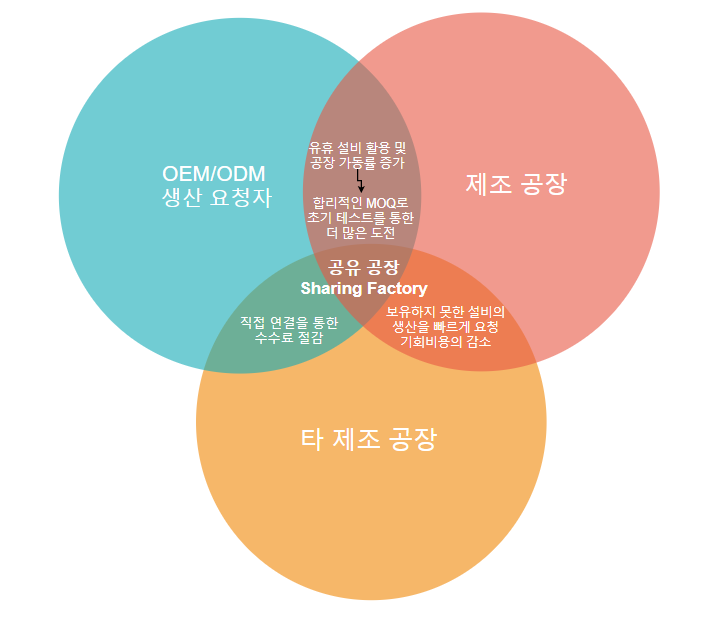 OEM/ODM
생산 요청자
유휴 설비 활용 및
공장 가동률 증가
합리적인 MOQ로
초기 테스트를 통한
더 많은 도전
제조 공장
공유 공장
Sharing Factory
직접 연결을 통한
수수료 절감
보유하지 못한 설비의
생산을 빠르게 요청
기회비용의 감소
타 제조 공장